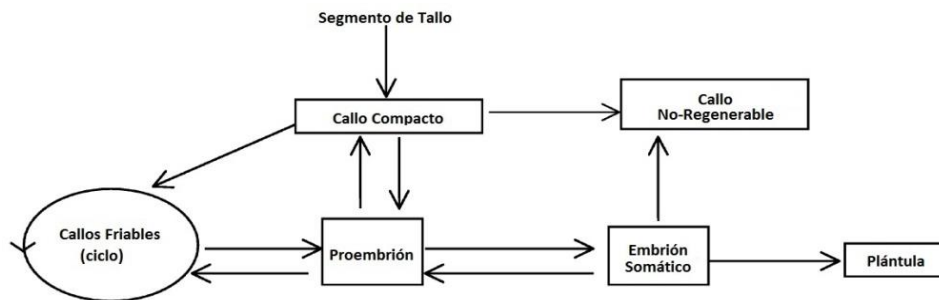 Segmento de Tallo
Callo Compacto
Callo
No-Regenerable
Callos Friables
(ciclo)
Proembrión
Embrión
Somático
Plántula